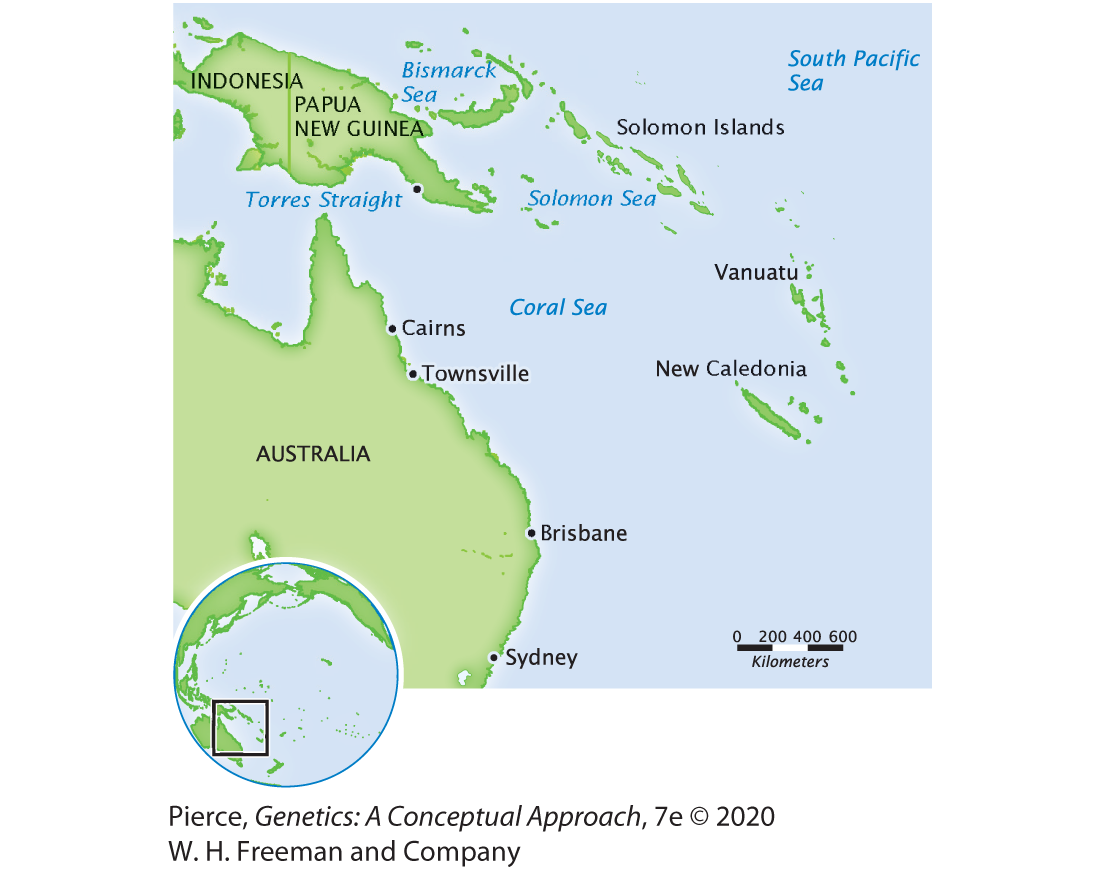 South Pacific
Sea
Bismarck
Sea
INDONESIA
PAPUA
NEW GUINEA
Solomon Islands
Torres Straight
Solomon Sea
Vanuatu
Coral Sea
Cairns
New Caledonia
Townsville
AUSTRALIA
Brisbane
0 200 400 600
Kilometers
Sydney
Pierce, Genetics: A Conceptual Approach, 7e © 2020
W. H. Freeman and Company